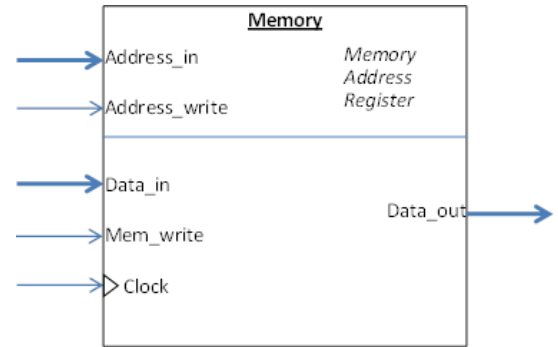 Memory
Address_in
Memory
Address
Register
Address_write
Data_in
Data_out
Mem_write
Clock